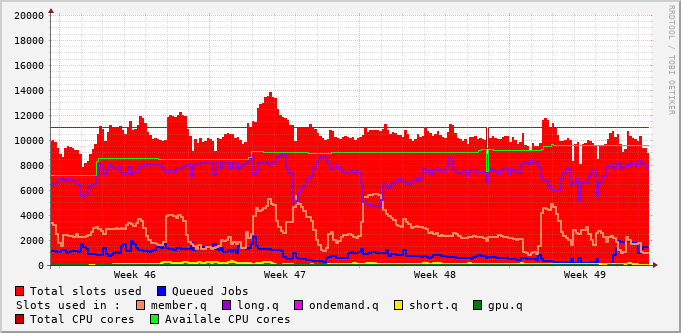 20000
18000
16000
14000
12000
10000
8000
6000
4000
2000
0
Week 46 Week 47 Week 48 Week 49
Total slots used Queued Jobs
Slots used in : member.q long.q ondemand.q short.q gpu.q
Total CPU cores Availale CPU cores
RRDTOOL / TOBI OETIKER